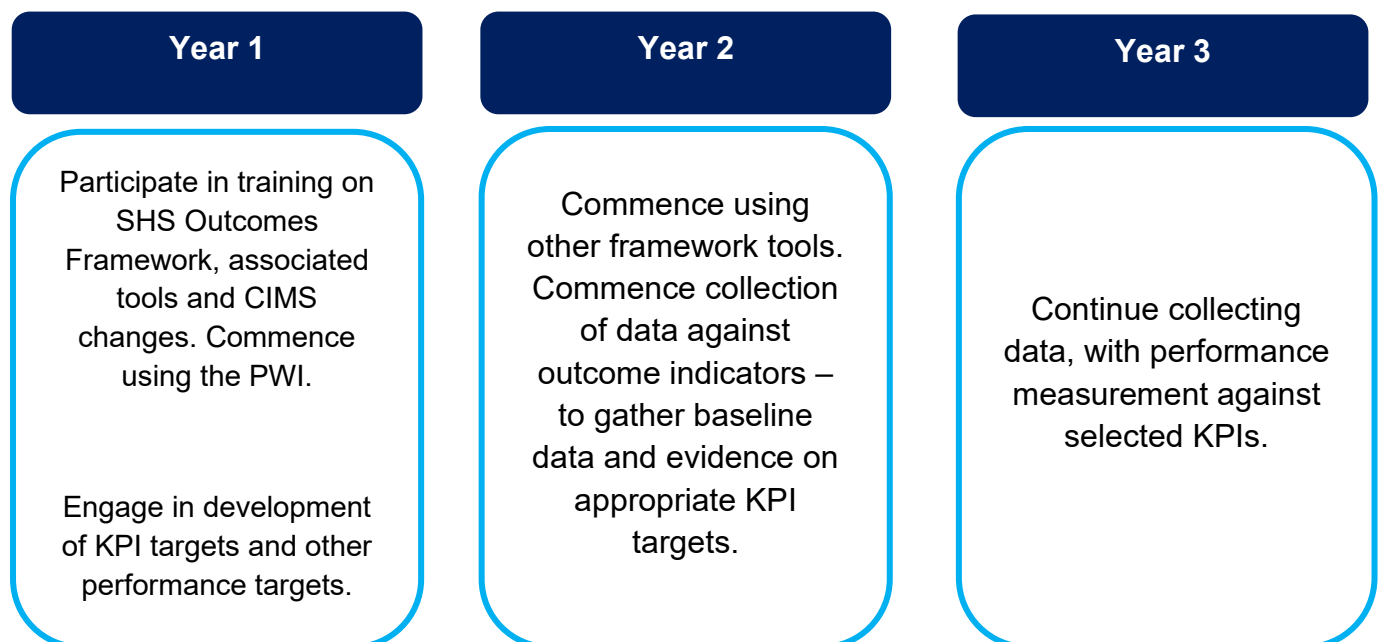 Year 1
Participate in training on
SHS Outcomes
Framework, associated
tools and CIMS
changes. Commence
using the PWI.
Engage in development
of KPI targets and other
performance targets.
Year 2
Commence using
other framework tools.
Commence collection
of data against
outcome indicators –
to gather baseline
data and evidence on
appropriate KPI
targets.
Year 3
Continue collecting
data, with performance
measurement against
selected KPIs.